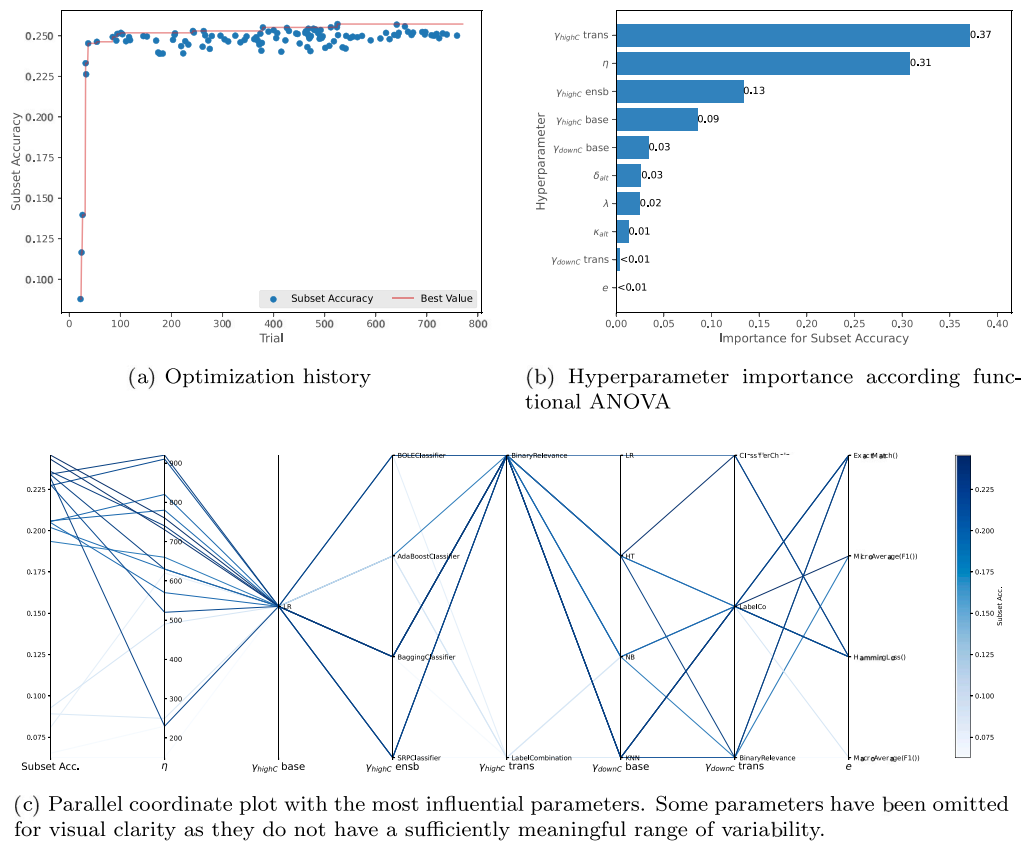 0.250
0.225
0.200
0.175
0.150
0.125
0.100
Subset Accuracy
Subset Accuracy
Best Value
0
100
200
300
400
500
600
700
800
Trial
(a) Optimization history
Hyperparameter
γhighC trans
0.37
η
0.31
γhighC ensb
0.13
γhighC base
0.09
γdownC base
0.03
δalt
0.03
λ
0.02
κalt
0.01
γdownC trans
<0.01
e
<0.01
0.00
0.05
0.10
0.15
0.20
0.25
0.30
0.35
0.40
Importance for Subset Accuracy
(b) Hyperparameter importance according func-
tional ANOVA
0.225
0.200
0.175
0.150
0.125
0.100
0.075
Subset Acc.
900
800
700
600
500
400
300
200
η
LR
γhighC base
BOLEClassifier
AdaBoostClassifier
BaggingClassifier
SRPClassifier
γhighC ensb
BinaryRelevance
LabelCombination
γhighC trans
LR
HT
NB
KNN
γdownC base
LabelCo
BinaryRelevance
γdownC trans
ExactMatch()
MicroAverage(F1())
HammingLoss()
MacroAverage(F1())
e
0.225
0.200
0.175
0.150
0.125
0.100
0.075
Subset Acc.
(c) Parallel coordinate plot with the most influential parameters. Some parameters have been omitted
for visual clarity as they do not have a sufficiently meaningful range of variability.